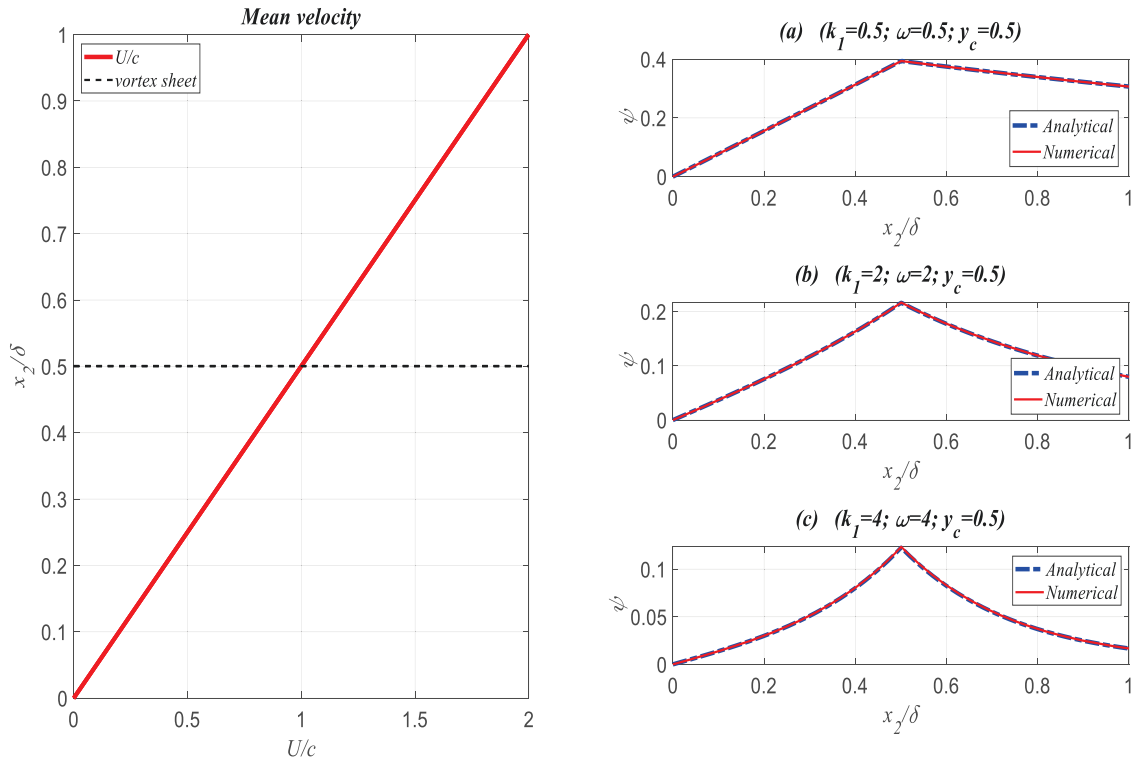 Mean velocity
U/c
vortex sheet
1
0.9
0.8
0.7
0.6
0.5
0.4
0.3
0.2
0.1
0
x2/δ
0 0.5 1 1.5 2
U/c
(a) (k1=0.5; ω=0.5; yc=0.5)
0.4
0.2
0
ψ
Analytical
Numerical
0 0.2 0.4 0.6 0.8 1
x2/δ
(b) (k1=2; ω=2; yc=0.5)
0.2
0.1
0
ψ
Analytical
Numerical
0 0.2 0.4 0.6 0.8 1
x2/δ
(c) (k1=4; ω=4; yc=0.5)
0.1
0.05
0
ψ
Analytical
Numerical
0 0.2 0.4 0.6 0.8 1
x2/δ